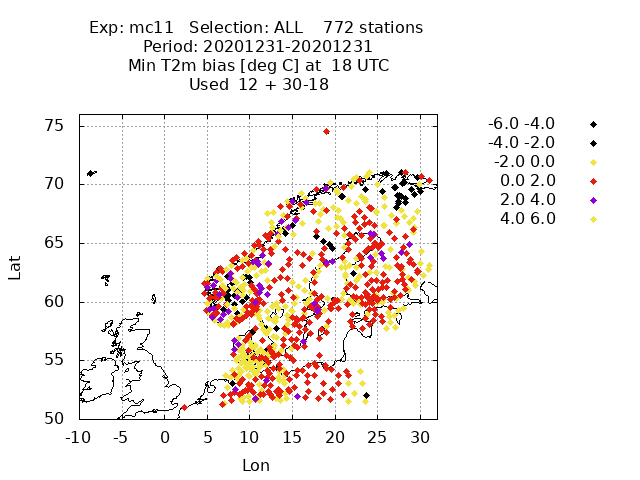 Exp: mc11   Selection: ALL    772 stations
Period: 20201231-20201231
Min T2m bias [deg C] at  18 UTC
Used  12 + 30-18
-6.0 -4.0
-4.0 -2.0
-2.0 0.0
0.0 2.0
2.0 4.0
4.0 6.0
75
70
65
60
55
50
Lat
-10 -5 0 5 10 15 20 25 30
Lon